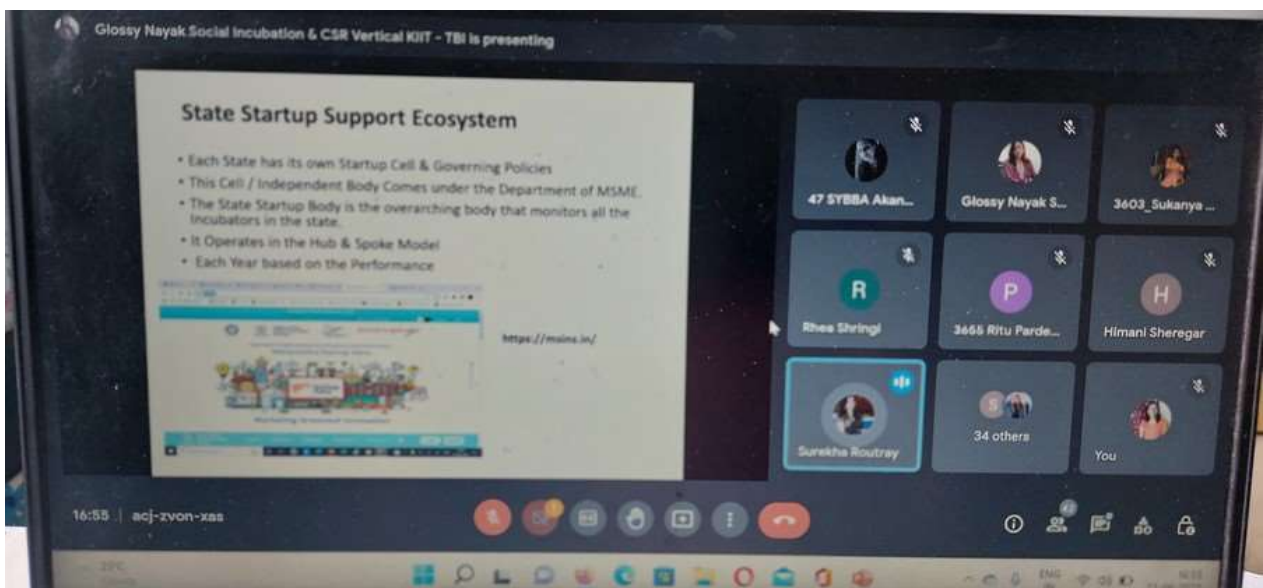 Glossy Nayak Social Incubation & CSR Vertical KIIT - TBI is presenting
State Startup Support Ecosystem
• Each State has its own Startup Cell & Governing Policies
• This Cell / Independent Body Comes under the Department of MSME.
• The State Startup Body is the overarching body that monitors all the
Incubators in the state.
• It Operates in the Hub & Spoke Model
• Each Year based on the Performance
https://msins.in/
47 SYBBA Akan...
Glossy Nayak S...
3603_Sukanya ...
R
Rhea Shringi
P
3665 Ritu Parde...
H
Himani Sheregar
Surekha Routray
S
34 others
You
16:55 | acj-zvon-xas
ENG